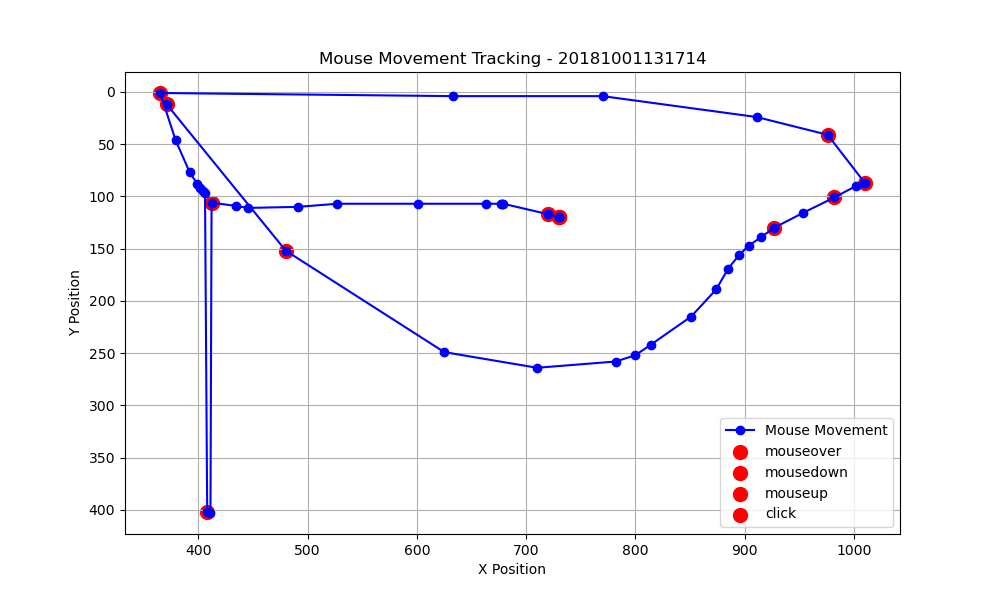 Mouse Movement Tracking - 20181001131714
0
50
100
150
200
250
300
350
400
Y Position
400
500
600
700
800
900
1000
X Position
Mouse Movement
mouseover
mousedown
mouseup
click